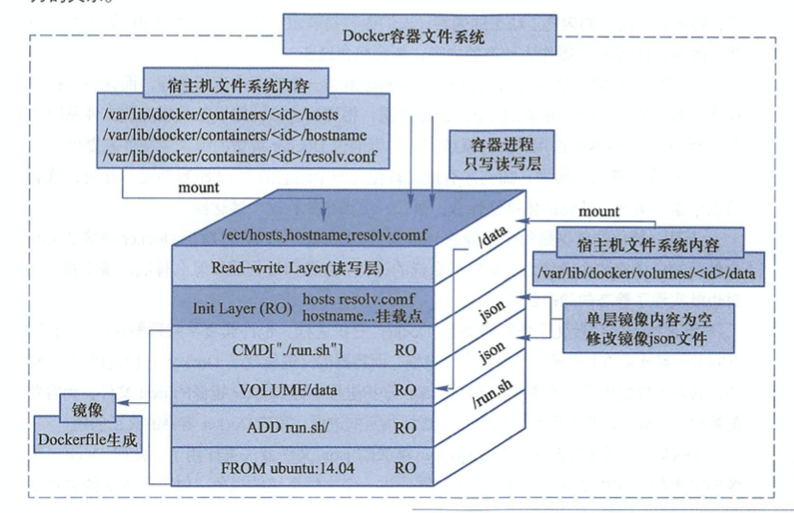 Docker容器文件系统
宿主机文件系统内容
/var/lib/docker/containers/<id>/hosts
/var/lib/docker/containers/<id>/hostname
/var/lib/docker/containers/<id>/resolv.conf
容器进程
只写读写层
mount
mount
/ect/hosts,hostname,resolv.comf
/data
宿主机文件系统内容
/var/lib/docker/volumes/<id>/data
Read-write Layer(读写层)
Init Layer (RO) hosts resolv.comf
hostname...挂载点
json
json
单层镜像内容为空
修改镜像json文件
CMD["./run.sh"] RO
VOLUME/data RO
/run.sh
镜像
Dockerfile生成
ADD run.sh/ RO
FROM ubuntu:14.04 RO